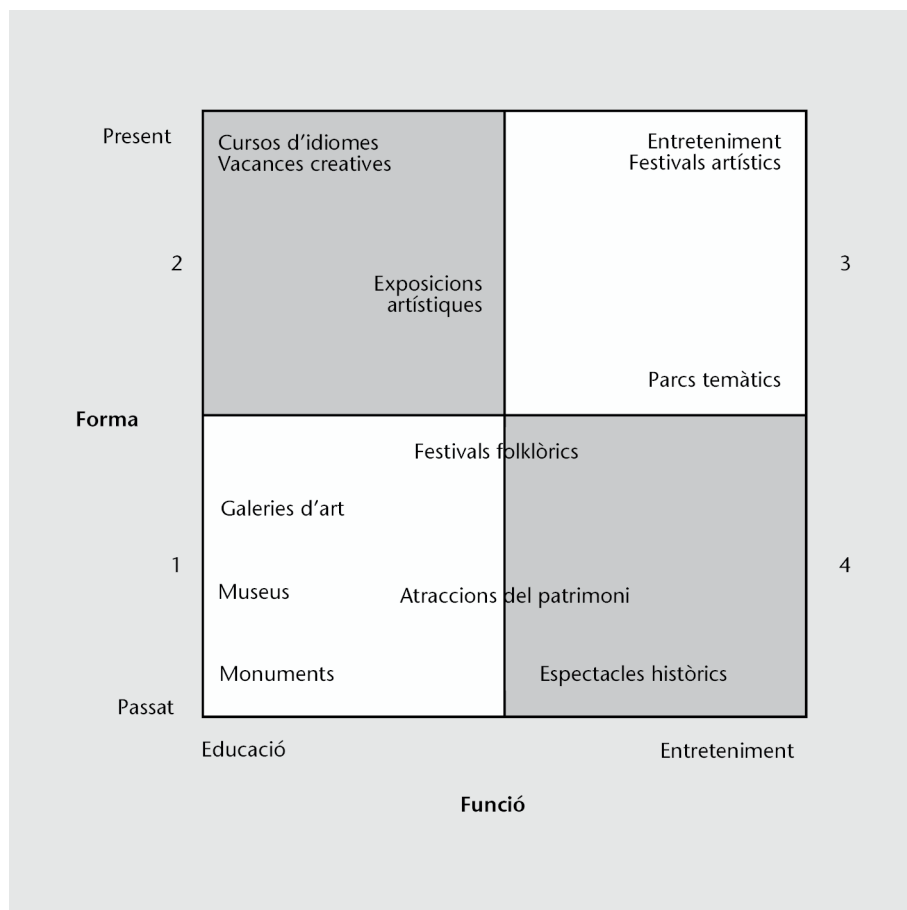 Present
Cursos d’idiomes
Vacances creatives
Entreteniment
Festivals artístics
2
3
Exposicions
artístiques
Parcs temàtics
Forma
Festivals folklòrics
Galeries d’art
1
4
Museus
Atraccions del patrimoni
Monuments
Espectacles històrics
Passat
Educació
Entreteniment
Funció